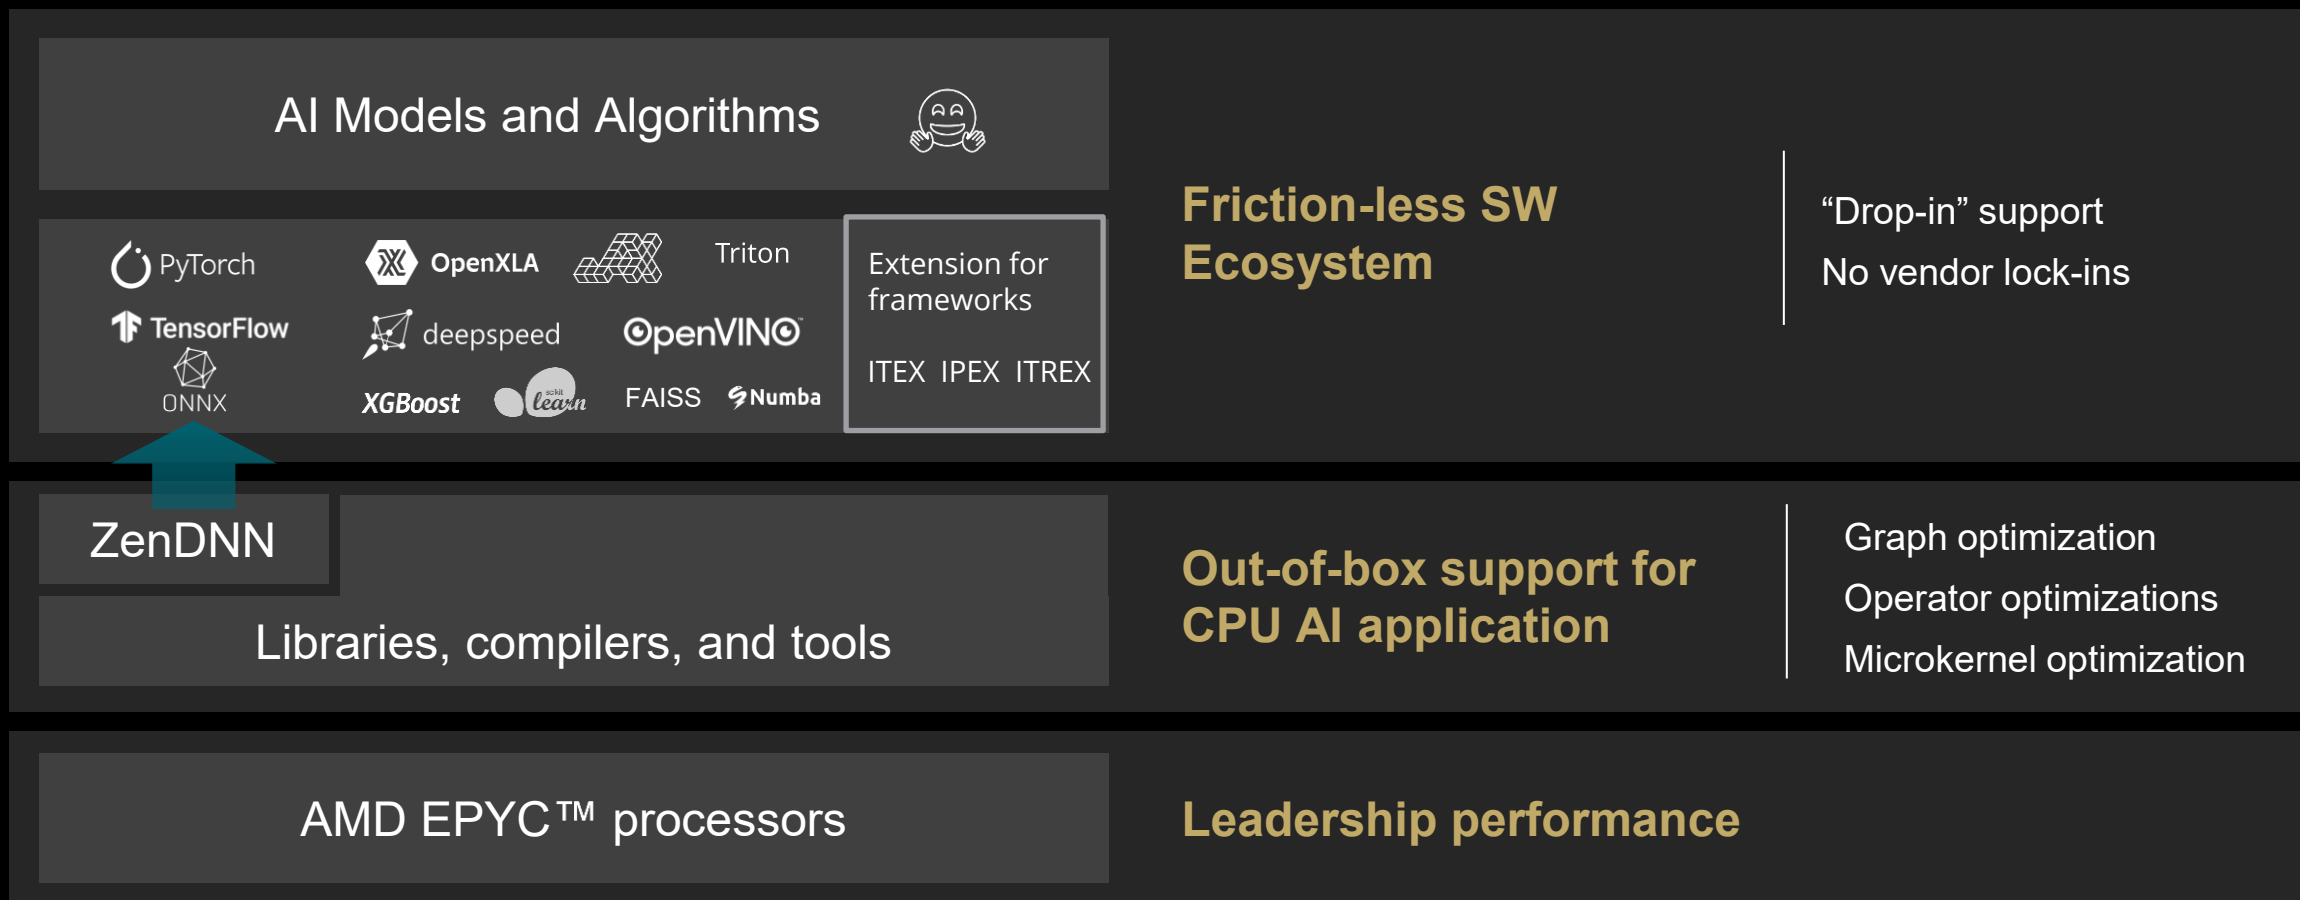 AI Models and Algorithms
PyTorch
OpenXLA
Triton
TensorFlow
deepspeed
OpenVINO™
ONNX
XGBoost
scikit
learn
FAISS
Numba
Extension for
frameworks
ITEX IPEX ITREX
Friction-less SW
Ecosystem
“Drop-in” support
No vendor lock-ins
ZenDNN
Libraries, compilers, and tools
Out-of-box support for
CPU AI application
Graph optimization
Operator optimizations
Microkernel optimization
AMD EPYC™ processors
Leadership performance